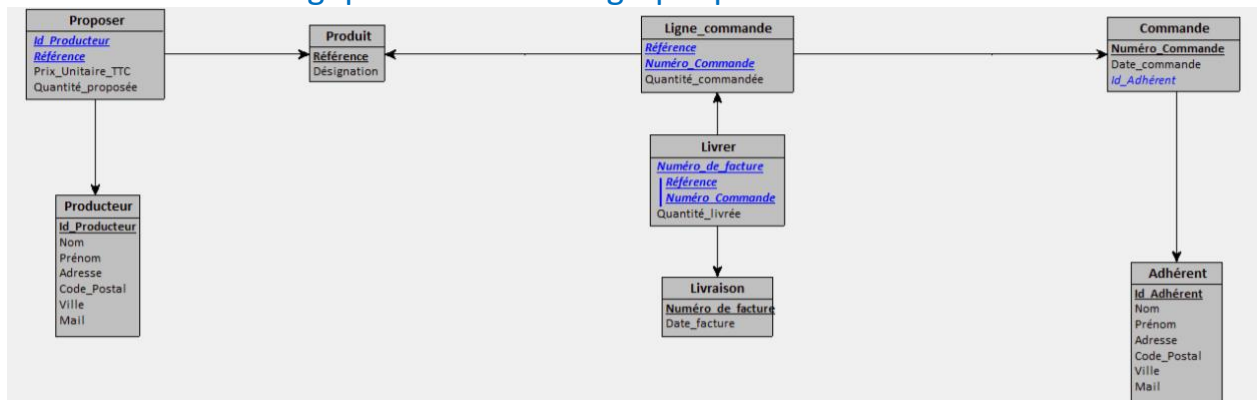 Proposer
Id_Producteur
Référence
Prix_Unitaire_TTC
Quantité_proposée
Produit
Référence
Désignation
Ligne_commande
Référence
Numéro_Commande
Quantité_commandée
Commande
Numéro_Commande
Date_commande
Id_Adhérent
Livrer
Numéro_de_facture
Référence
Numéro_Commande
Quantité_livrée
Producteur
Id_Producteur
Nom
Prénom
Adresse
Code_Postal
Ville
Mail
Livraison
Numéro_de_facture
Date_facture
Adhérent
Id_Adhérent
Nom
Prénom
Adresse
Code_Postal
Ville
Mail